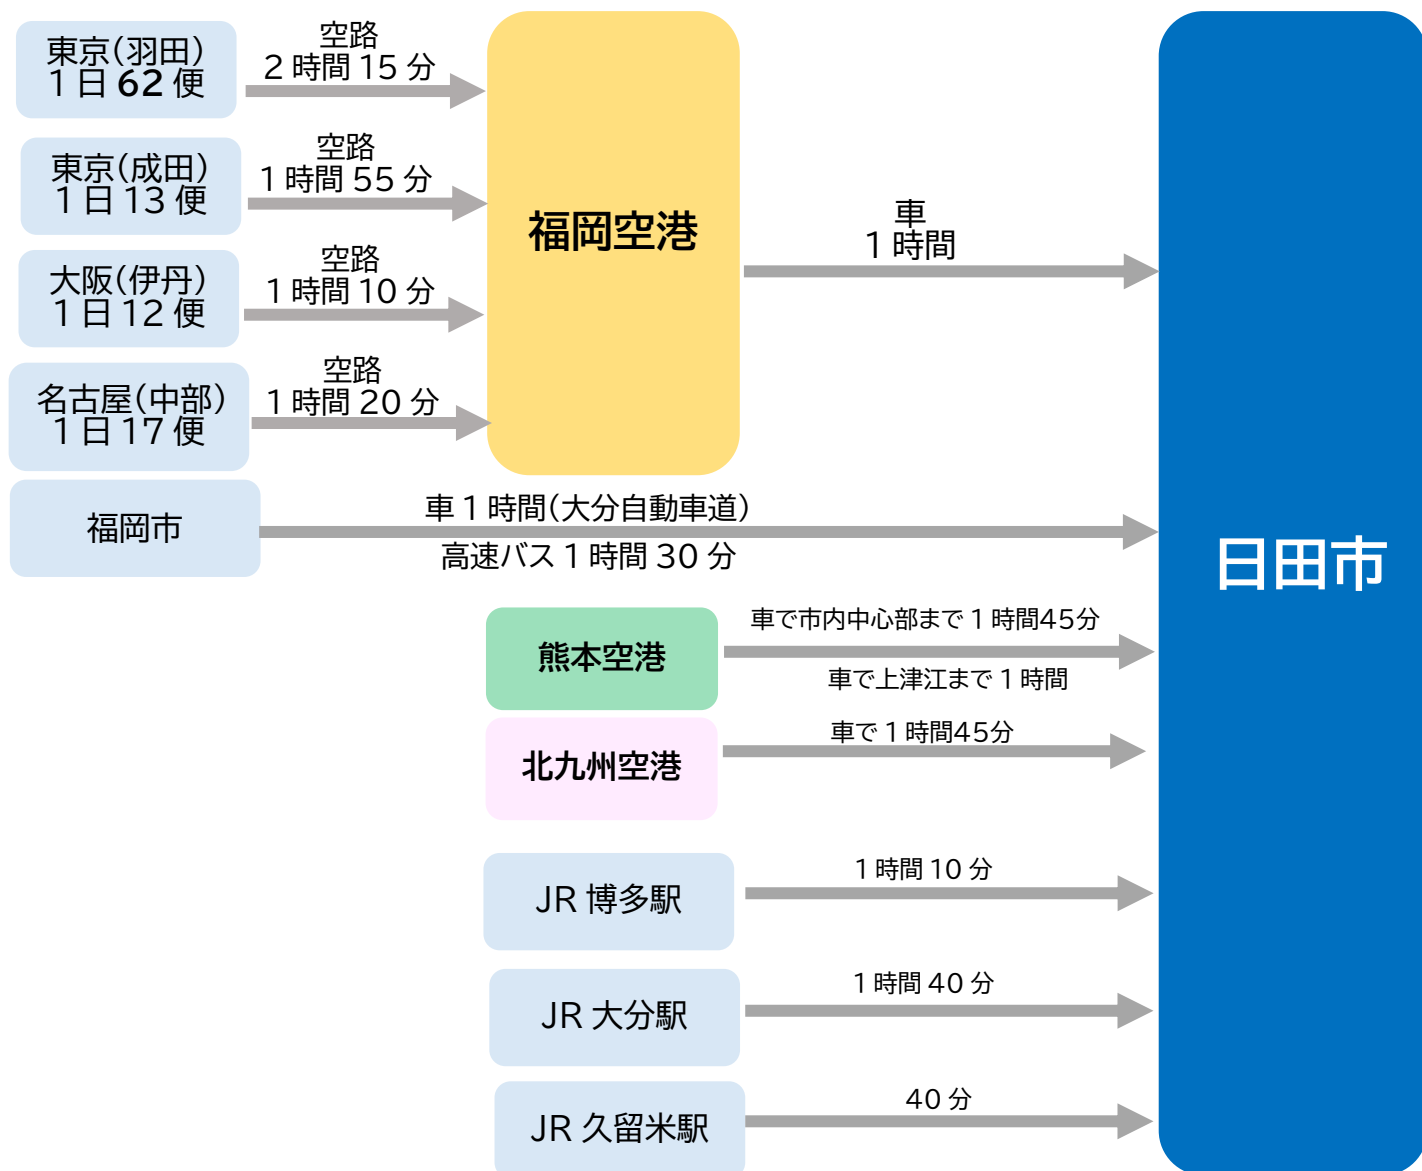 東京(羽田)
1日62便
空路
2時間15分
東京(成田)
1日13便
空路
1時間55分
大阪(伊丹)
1日12便
空路
1時間10分
名古屋(中部)
1日17便
空路
1時間20分
福岡空港
車
1時間
福岡市
車1時間(大分自動車道)
高速バス1時間30分
日田市
熊本空港
車で市内中心部まで1時間45分
車で上津江まで1時間
北九州空港
車で1時間45分
JR博多駅
1時間10分
JR大分駅
1時間40分
JR久留米駅
40分